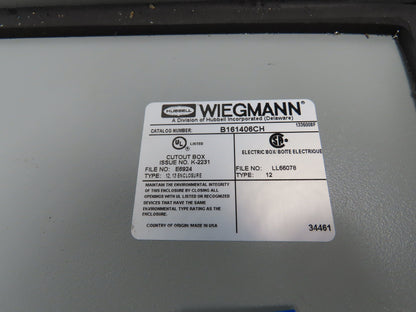 HUBBELL WIEGMANN®
A Division of Hubbell Incorporated (Delaware)
CATALOG NUMBER: B161406CH
UL LISTED
CUTOUT BOX
ISSUE NO. K-2231
FILE NO: E6924
TYPE: 12, 13 ENCLOSURE
SA
ELECTRIC BOX/BOITE ELECTRIQUE
FILE NO: LL66078
TYPE: 12
MAINTAIN THE ENVIRONMENTAL INTEGRITY
OF THIS ENCLOSURE BY CLOSING ALL
OPENINGS WITH UL LISTED OR RECOGNIZED
DEVICES THAT HAVE THE SAME
ENVIRONMENTAL TYPE RATING AS THE
ENCLOSURE.
COUNTRY OF ORIGIN: MADE IN USA
34461